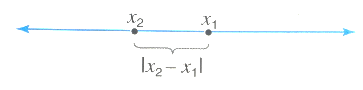 x₂ x₁
|x₂ − x₁|